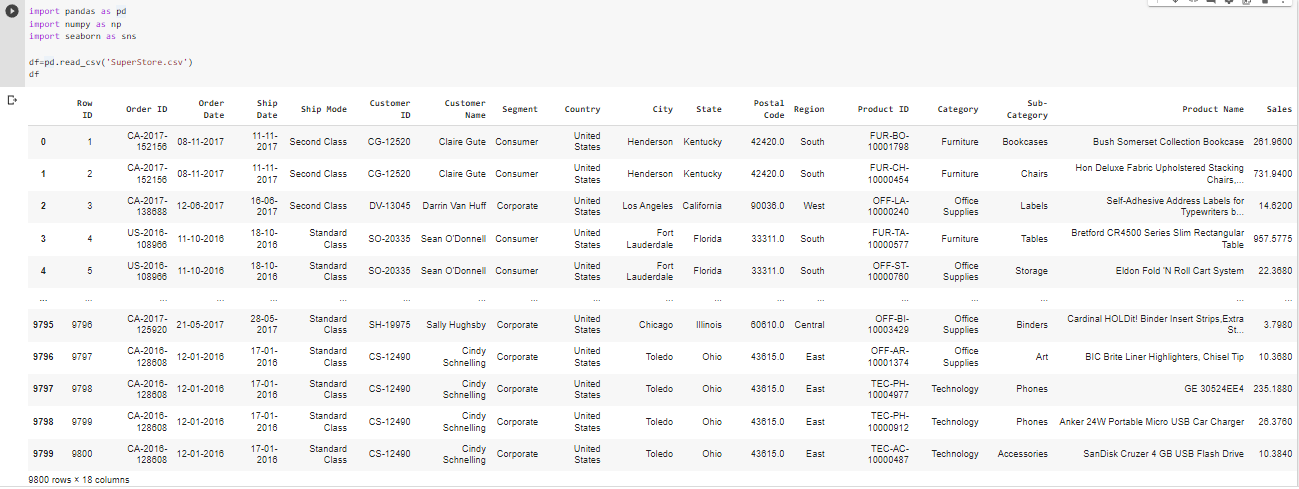 import pandas as pd
import numpy as np
import seaborn as sns
df=pd.read_csv('SuperStore.csv')
df
Row ID Order ID Order Date Ship Date Ship Mode Customer ID Customer Name Segment Country City State Postal Code Region Product ID Category Sub-Category Product Name Sales
0 1 CA-2017-152156 08-11-2017 11-11-2017 Second Class CG-12520 Claire Gute Consumer United States Henderson Kentucky 42420.0 South FUR-BO-10001798 Furniture Bookcases Bush Somerset Collection Bookcase 261.9600
1 2 CA-2017-152156 08-11-2017 11-11-2017 Second Class CG-12520 Claire Gute Consumer United States Henderson Kentucky 42420.0 South FUR-CH-10000454 Furniture Chairs Hon Deluxe Fabric Upholstered Stacking Chairs,... 731.9400
2 3 CA-2017-138688 12-06-2017 16-06-2017 Second Class DV-13045 Darrin Van Huff Corporate United States Los Angeles California 90036.0 West OFF-LA-10000240 Office Supplies Labels Self-Adhesive Address Labels for Typewriters b... 14.6200
3 4 US-2016-108966 11-10-2016 18-10-2016 Standard Class SO-20335 Sean O'Donnell Consumer United States Fort Lauderdale Florida 33311.0 South FUR-TA-10000577 Furniture Tables Bretford CR4500 Series Slim Rectangular Table 957.5775
4 5 US-2016-108966 11-10-2016 18-10-2016 Standard Class SO-20335 Sean O'Donnell Consumer United States Fort Lauderdale Florida 33311.0 South OFF-ST-10000760 Office Supplies Storage Eldon Fold 'N Roll Cart System 22.3680
... ... ... ... ... ... ... ... ... ... ... ... ... ... ... ... ... ... ...
9795 9796 CA-2017-125920 21-05-2017 28-05-2017 Standard Class SH-19975 Sally Hughsby Corporate United States Chicago Illinois 60610.0 Central OFF-BI-10003429 Office Supplies Binders Cardinal HOLDit! Binder Insert Strips,Extra St... 3.7980
9796 9797 CA-2016-128608 12-01-2016 17-01-2016 Standard Class CS-12490 Cindy Schnelling Corporate United States Toledo Ohio 43615.0 East OFF-AR-10001374 Office Supplies Art BIC Brite Liner Highlighters, Chisel Tip 10.3680
9797 9798 CA-2016-128608 12-01-2016 17-01-2016 Standard Class CS-12490 Cindy Schnelling Corporate United States Toledo Ohio 43615.0 East TEC-PH-10004977 Technology Phones GE 30524EE4 235.1880
9798 9799 CA-2016-128608 12-01-2016 17-01-2016 Standard Class CS-12490 Cindy Schnelling Corporate United States Toledo Ohio 43615.0 East TEC-PH-10000912 Technology Phones Anker 24W Portable Micro USB Car Charger 26.3760
9799 9800 CA-2016-128608 12-01-2016 17-01-2016 Standard Class CS-12490 Cindy Schnelling Corporate United States Toledo Ohio 43615.0 East TEC-AC-10000487 Technology Accessories SanDisk Cruzer 4 GB USB Flash Drive 10.3840
9800 rows × 18 columns